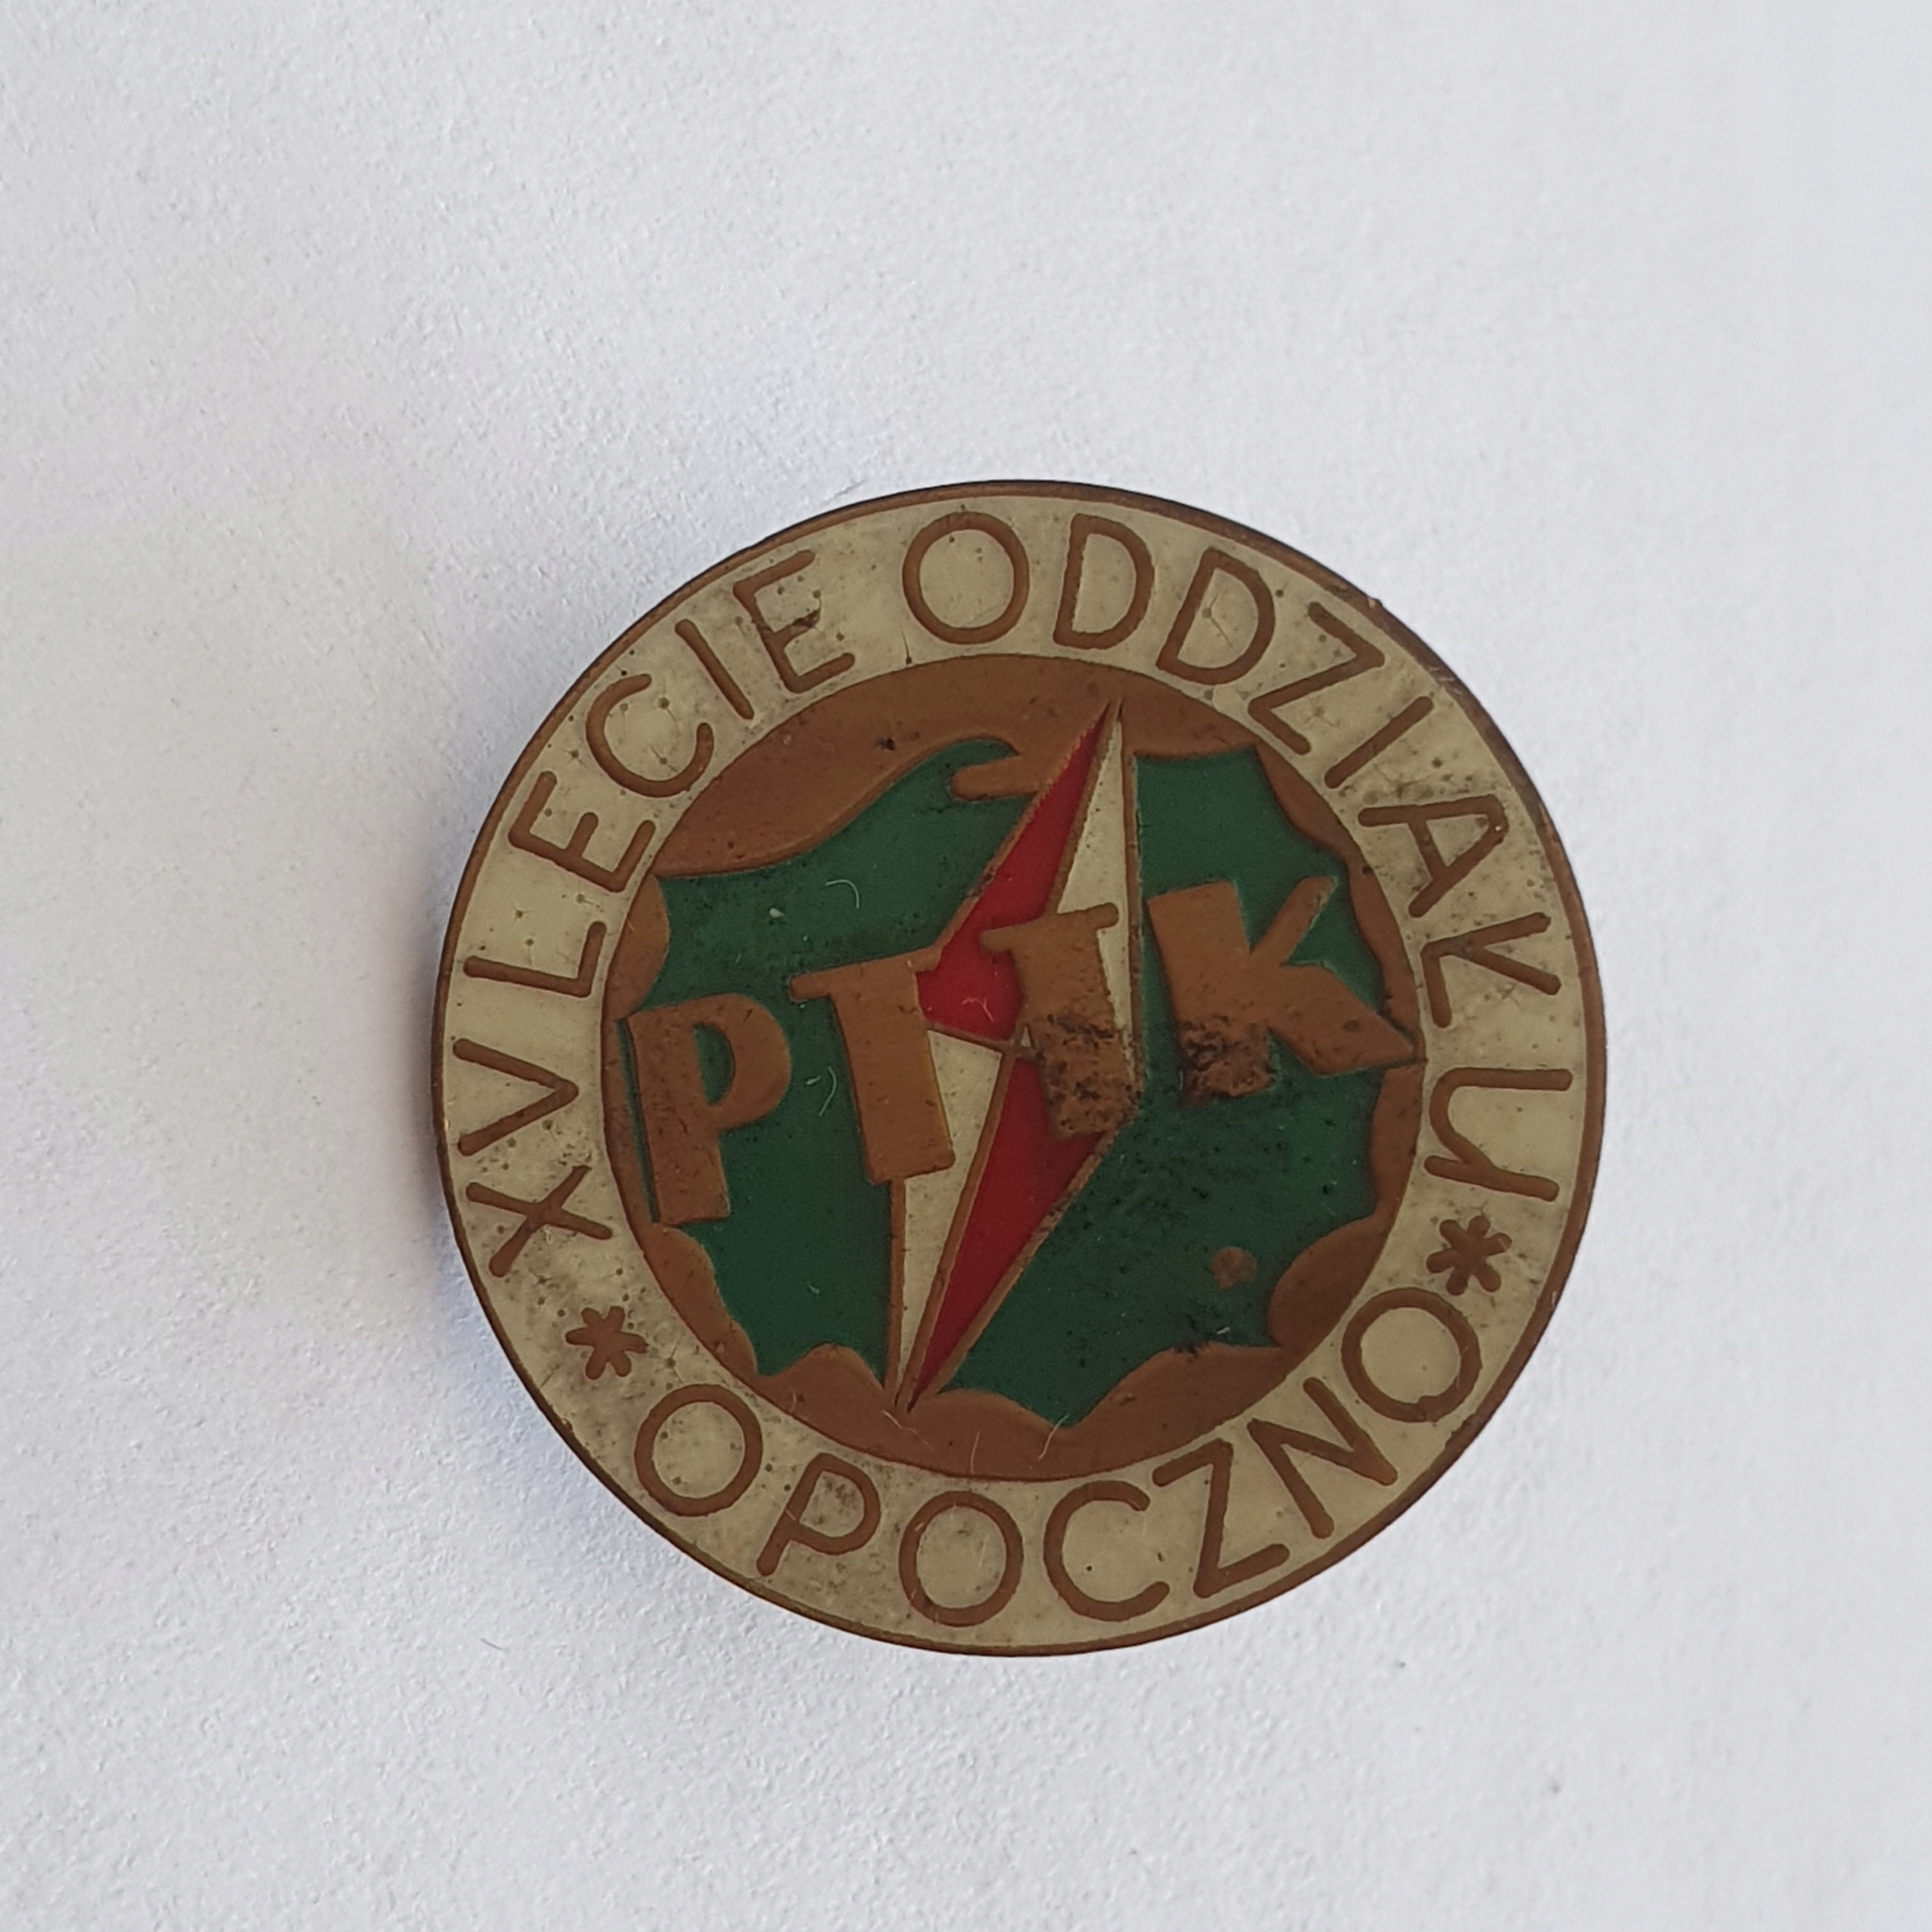 XV LECIE ODDZIAŁU
PTTK
* OPOCZNO *